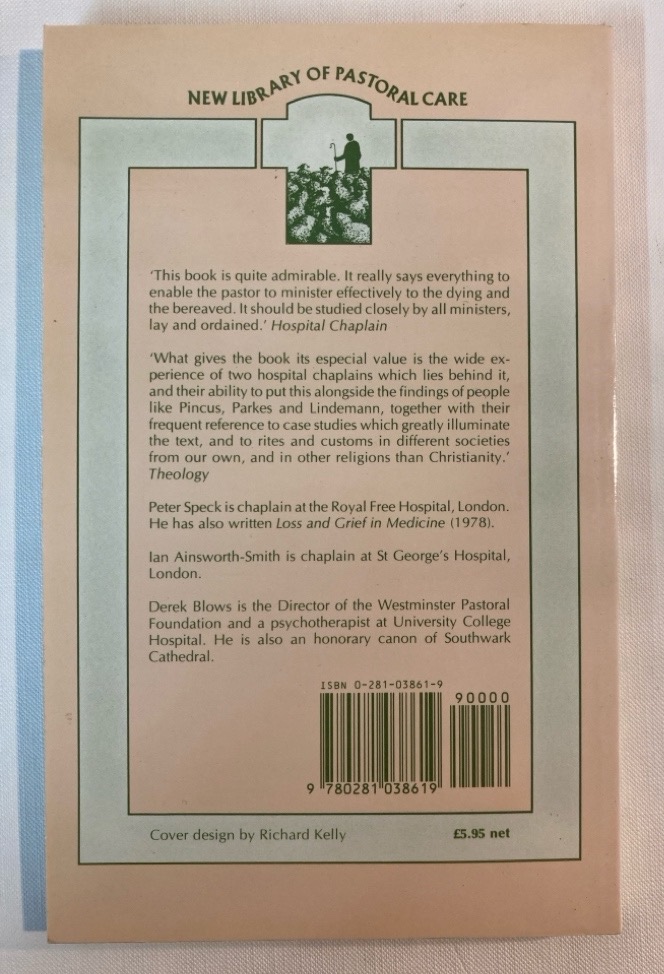 NEW LIBRARY OF PASTORAL CARE
'This book is quite admirable. It really says everything to
enable the pastor to minister effectively to the dying and
the bereaved. It should be studied closely by all ministers,
lay and ordained.' Hospital Chaplain
'What gives the book its especial value is the wide ex-
perience of two hospital chaplains which lies behind it,
and their ability to put this alongside the findings of people
like Pincus, Parkes and Lindemann, together with their
frequent reference to case studies which greatly illuminate
the text, and to rites and customs in different societies
from our own, and in other religions than Christianity.'
Theology
Peter Speck is chaplain at the Royal Free Hospital, London.
He has also written Loss and Grief in Medicine (1978).
Ian Ainsworth-Smith is chaplain at St George's Hospital,
London.
Derek Blows is the Director of the Westminster Pastoral
Foundation and a psychotherapist at University College
Hospital. He is also an honorary canon of Southwark
Cathedral.
ISBN 0-281-03861-9
90000
9 780281 038619
Cover design by Richard Kelly
£5.95 net